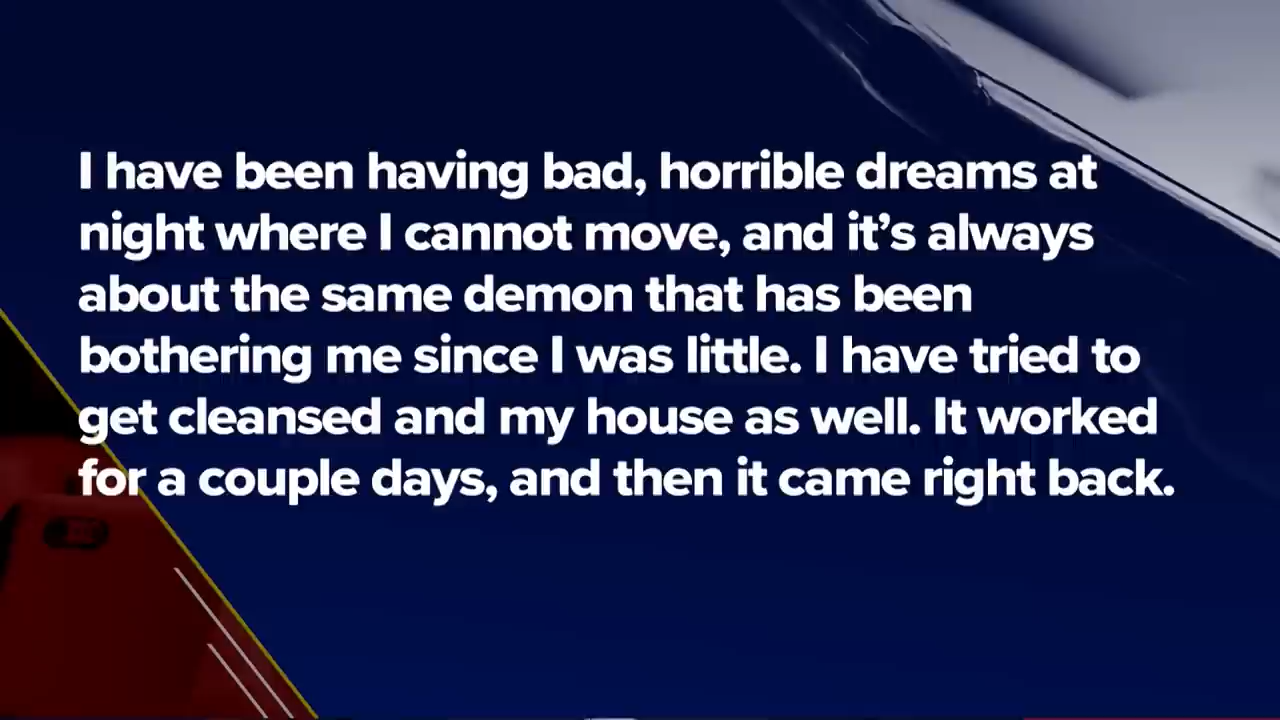 I have been having bad, horrible dreams at
night where I cannot move, and it’s always
about the same demon that has been
bothering me since I was little. I have tried to
get cleansed and my house as well. It worked
for a couple days, and then it came right back.